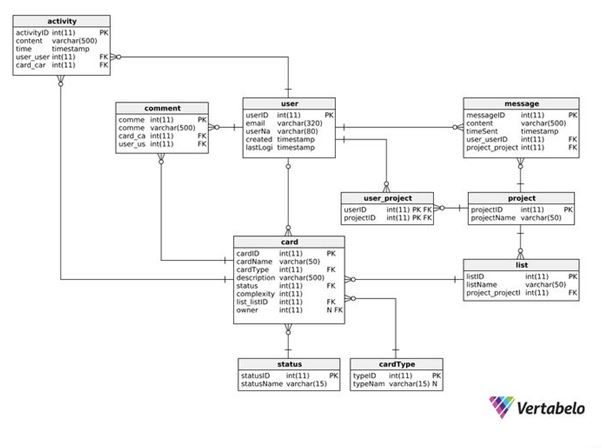 activity
activityID int(11) PK
content varchar(500)
time timestamp
user_user int(11) FK
card_car int(11) FK
comment
comme int(11) PK
comme varchar(500)
card_ca int(11) FK
user_us int(11) FK
user
userID int(11) PK
email varchar(320)
userNa varchar(80)
created timestamp
lastLogi timestamp
message
messageID int(11) PK
content varchar(500)
timeSent timestamp
user_userID int(11) FK
project_project int(11) FK
user_project
userID int(11) PK FK
projectID int(11) PK FK
project
projectID int(11) PK
projectName varchar(50)
card
cardID int(11) PK
cardName varchar(50)
cardType int(11) FK
description varchar(500)
status int(11) FK
complexity int(11)
list_listID int(11) FK
owner int(11) N FK
list
listID int(11) PK
listName varchar(50)
project_projectI int(11) FK
status
statusID int(11) PK
statusName varchar(15)
cardType
typeID int(11) PK
typeNam varchar(15) N
Vertabelo